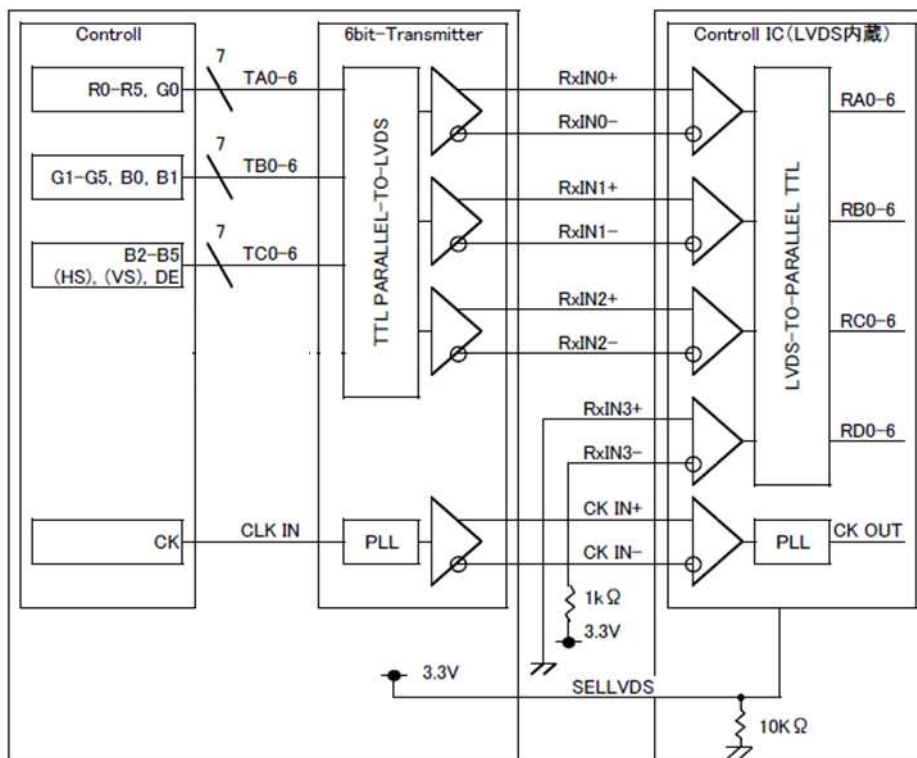 Controll
6bit-Transmitter
Controll IC(LVDS内蔵)
7
R0-R5, G0
TA0-6
RxIN0+
RxIN0-
RA0-6
7
G1-G5, B0, B1
TB0-6
RxIN1+
RxIN1-
RB0-6
7
B2-B5
(HS), (VS), DE
TC0-6
RxIN2+
RxIN2-
RC0-6
TTL PARALLEL-TO-LVDS
LVDS-TO-PARALLEL TTL
RxIN3+
RxIN3-
RD0-6
CK
CLK IN
PLL
CK IN+
CK IN-
PLL
CK OUT
1kΩ
3.3V
3.3V
SELLVDS
10KΩ